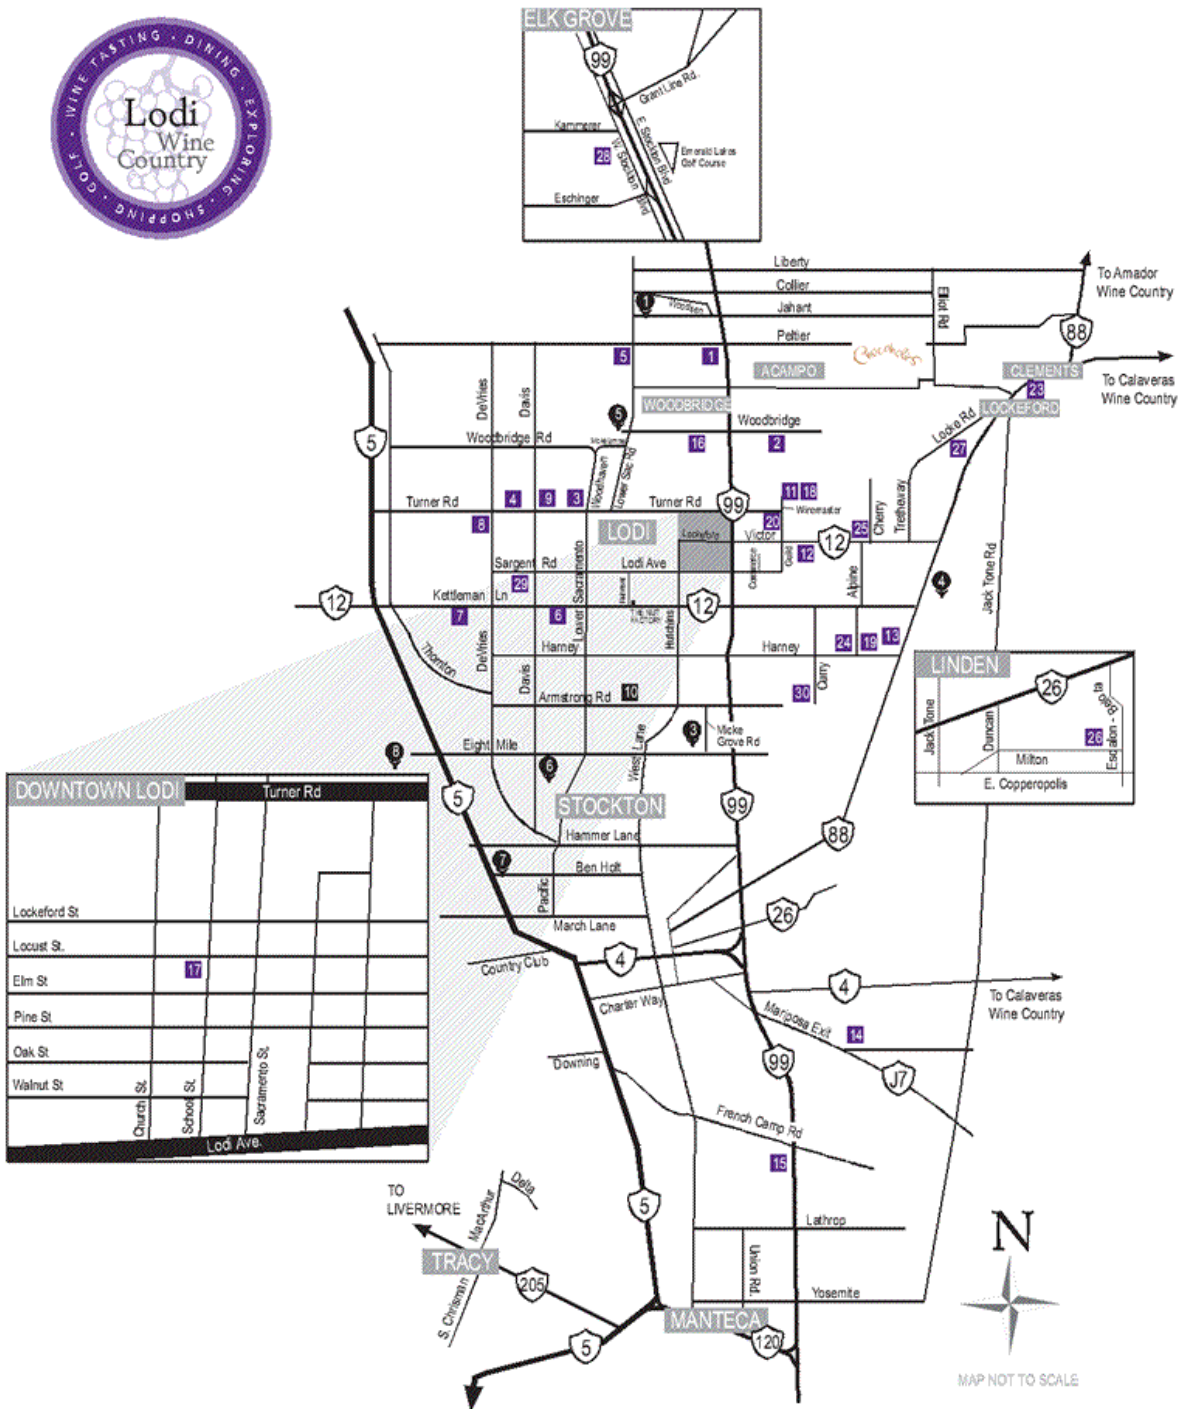 ELK GROVE
99
Grant Line Rd.
Kammerer
E. Stockton Blvd
W. Stockton Blvd
28
Emerald Lakes
Golf Course
Eschinger
WINE TASTING · DINING · EXPLORING · SHOPPING · GOLF ·
Lodi
Wine
Country
Liberty
To Amador
Wine Country
Collier
Elliot Rd
1
Woodson
Jahant
88
Peltier
5
1
ACAMPO
CLEMENTS
To Calaveras
Wine Country
23
DeVries
Davis
WOODBRIDGE
LOCKEFORD
5
Woodbridge
5
Woodbridge Rd
16
2
Locke Rd
27
Woodhaven
Lower Sac Rd
Turner Rd
4
9
3
Turner Rd
99
11
18
Winemaster
Cherry
Tretheway
8
LODI
20
25
Lockeford
Victor
12
Guild
12
Sargent Rd
Lodi Ave
Commerce
Alpine
Jack Tone Rd
29
Lower Sacramento
4
12
Kettleman Ln
12
7
6
Hutchins
DeVries
Harney
Harney
24
19
13
Thornton
Davis
Curry
LINDEN
26
Armstrong Rd
10
30
Jack Tone
Duncan
Escalon - Belota
26
Milton
E. Copperopolis
3
Micke
Grove Rd
West Lane
8
Eight Mile
6
5
STOCKTON
99
DOWNTOWN LODI
Turner Rd
Hammer Lane
88
7
Ben Holt
Pacific
Lockeford St
26
March Lane
Locust St.
17
Country Club
4
Elm St
4
To Calaveras
Wine Country
Charter Way
Pine St
Mariposa Exit
14
Oak St
Downing
99
J7
Walnut St
Church St.
School St.
Sacramento St.
French Camp Rd
Lodi Ave.
15
TO
LIVERMORE
MacArthur
Delta
5
Lathrop
N
TRACY
205
Union Rd.
S. Chrisman
Yosemite
MANTECA
120
5
MAP NOT TO SCALE